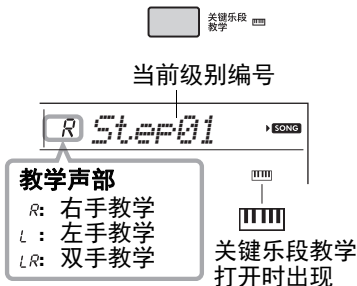 关键乐段
教学
当前级别编号
R Step01 SONG
教学声部
R: 右手教学
L : 左手教学
LR: 双手教学
关键乐段教学
打开时出现